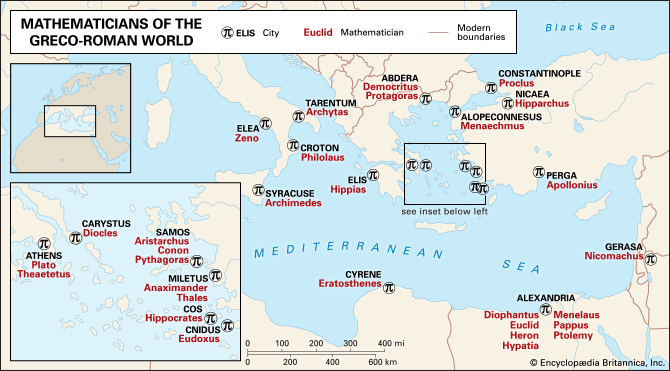 MATHEMATICIANS OF THE
GRECO-ROMAN WORLD
π ELIS City
Euclid Mathematician
Modern
boundaries
Black Sea
CONSTANTINOPLE
Proclus
ABDERA
Democritus
Protagoras
NICAEA
Hipparchus
TARENTUM
Archytas
ALOPECONNESUS
Menaechmus
ELEA
Zeno
CROTON
Philolaus
ELIS
Hippias
PERGA
Apollonius
SYRACUSE
Archimedes
see inset below left
CARYSTUS
Diocles
SAMOS
Aristarchus
Conon
Pythagoras
ATHENS
Plato
Theaetetus
MILETUS
Anaximander
Thales
COS
Hippocrates
CNIDUS
Eudoxus
MEDITERRANEAN SEA
GERASA
Nicomachus
CYRENE
Eratosthenes
ALEXANDRIA
Diophantus
Euclid
Heron
Hypatia
Menelaus
Pappus
Ptolemy
0 100 200 300 400 mi
0 200 400 600 km
© Encyclopædia Britannica, Inc.